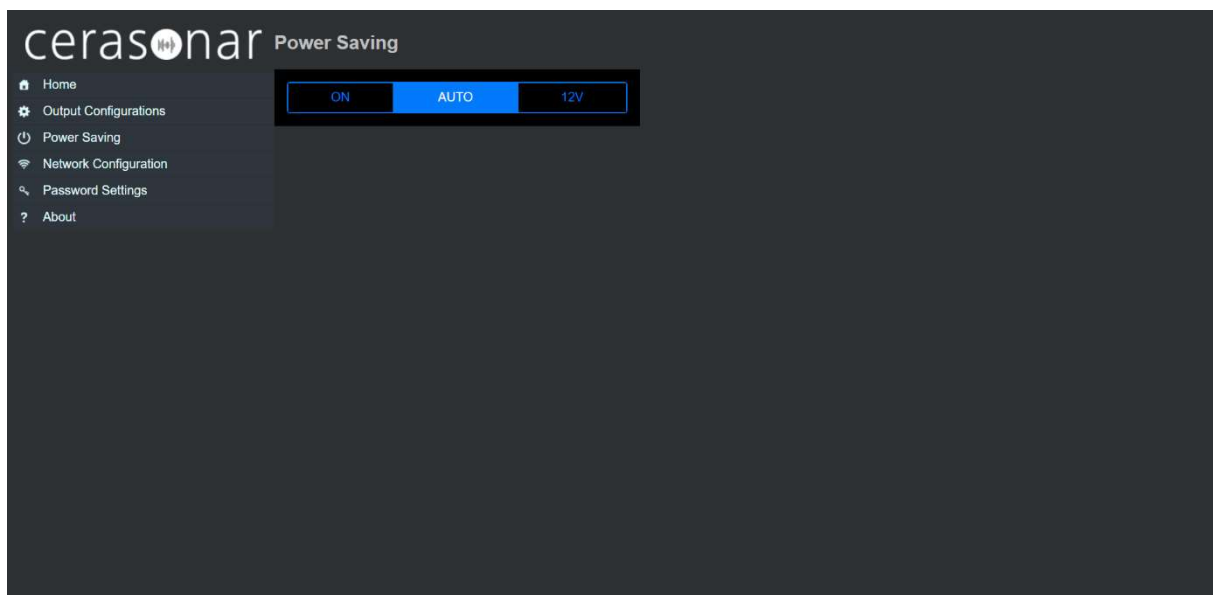 cerasonar
Power Saving
Home
Output Configurations
Power Saving
Network Configuration
Password Settings
? About
ON AUTO 12V